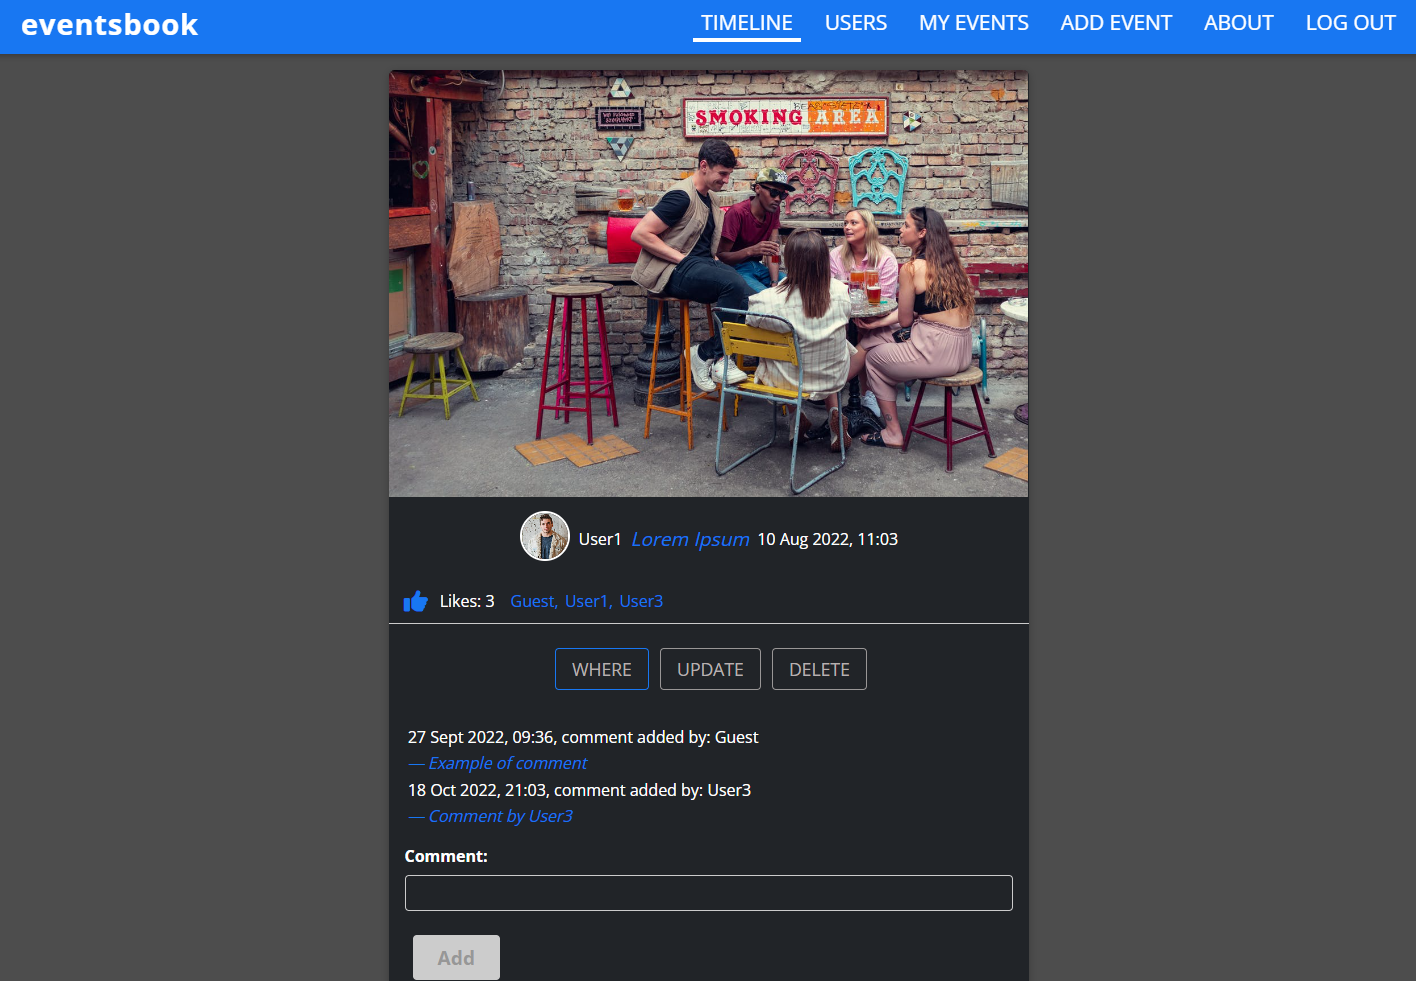 eventsbook
TIMELINE USERS MY EVENTS ADD EVENT ABOUT LOG OUT
SMOKING AREA
User1 Lorem Ipsum 10 Aug 2022, 11:03
Likes: 3 Guest, User1, User3
WHERE UPDATE DELETE
27 Sept 2022, 09:36, comment added by: Guest
— Example of comment
18 Oct 2022, 21:03, comment added by: User3
— Comment by User3
Comment:
Add